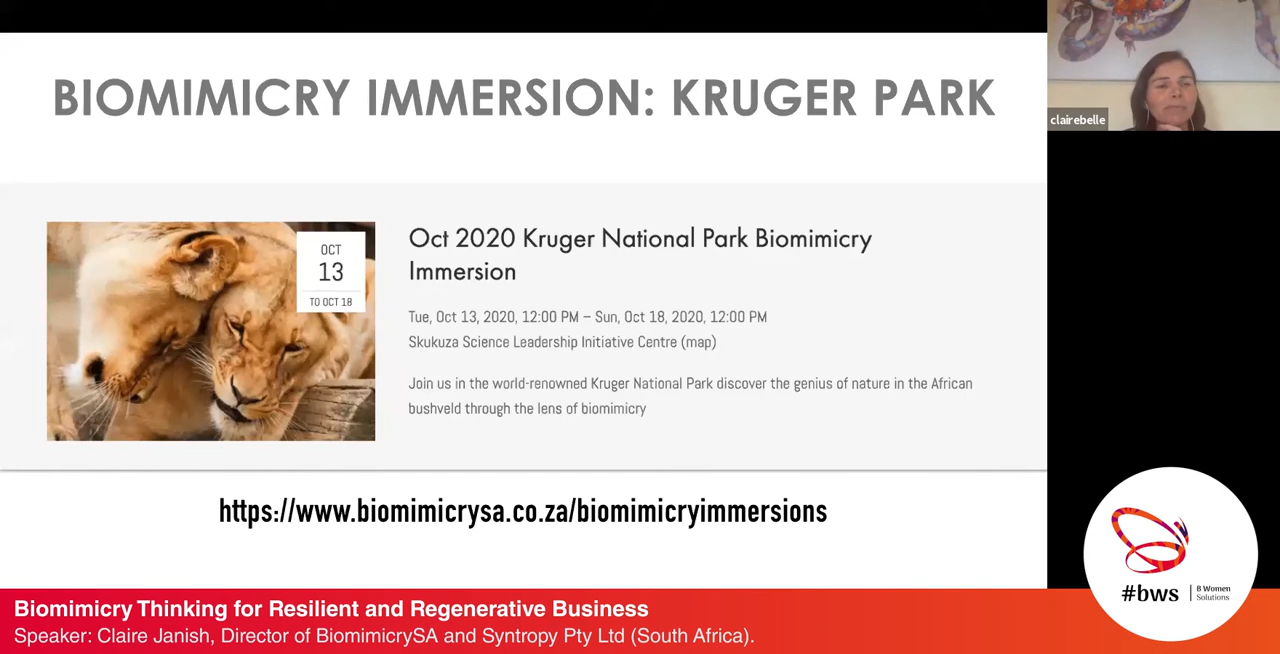 BIOMIMICRY IMMERSION: KRUGER PARK
clairebelle
OCT
13
TO OCT 18
Oct 2020 Kruger National Park Biomimicry
Immersion
Tue, Oct 13, 2020, 12:00 PM – Sun, Oct 18, 2020, 12:00 PM
Skukuza Science Leadership Initiative Centre (map)
Join us in the world-renowned Kruger National Park discover the genius of nature in the African
bushveld through the lens of biomimicry
https://www.biomimicrysa.co.za/biomimicryimmersions
#bws
B Women
Solutions
Biomimicry Thinking for Resilient and Regenerative Business
Speaker: Claire Janish, Director of BiomimicrySA and Syntropy Pty Ltd (South Africa).